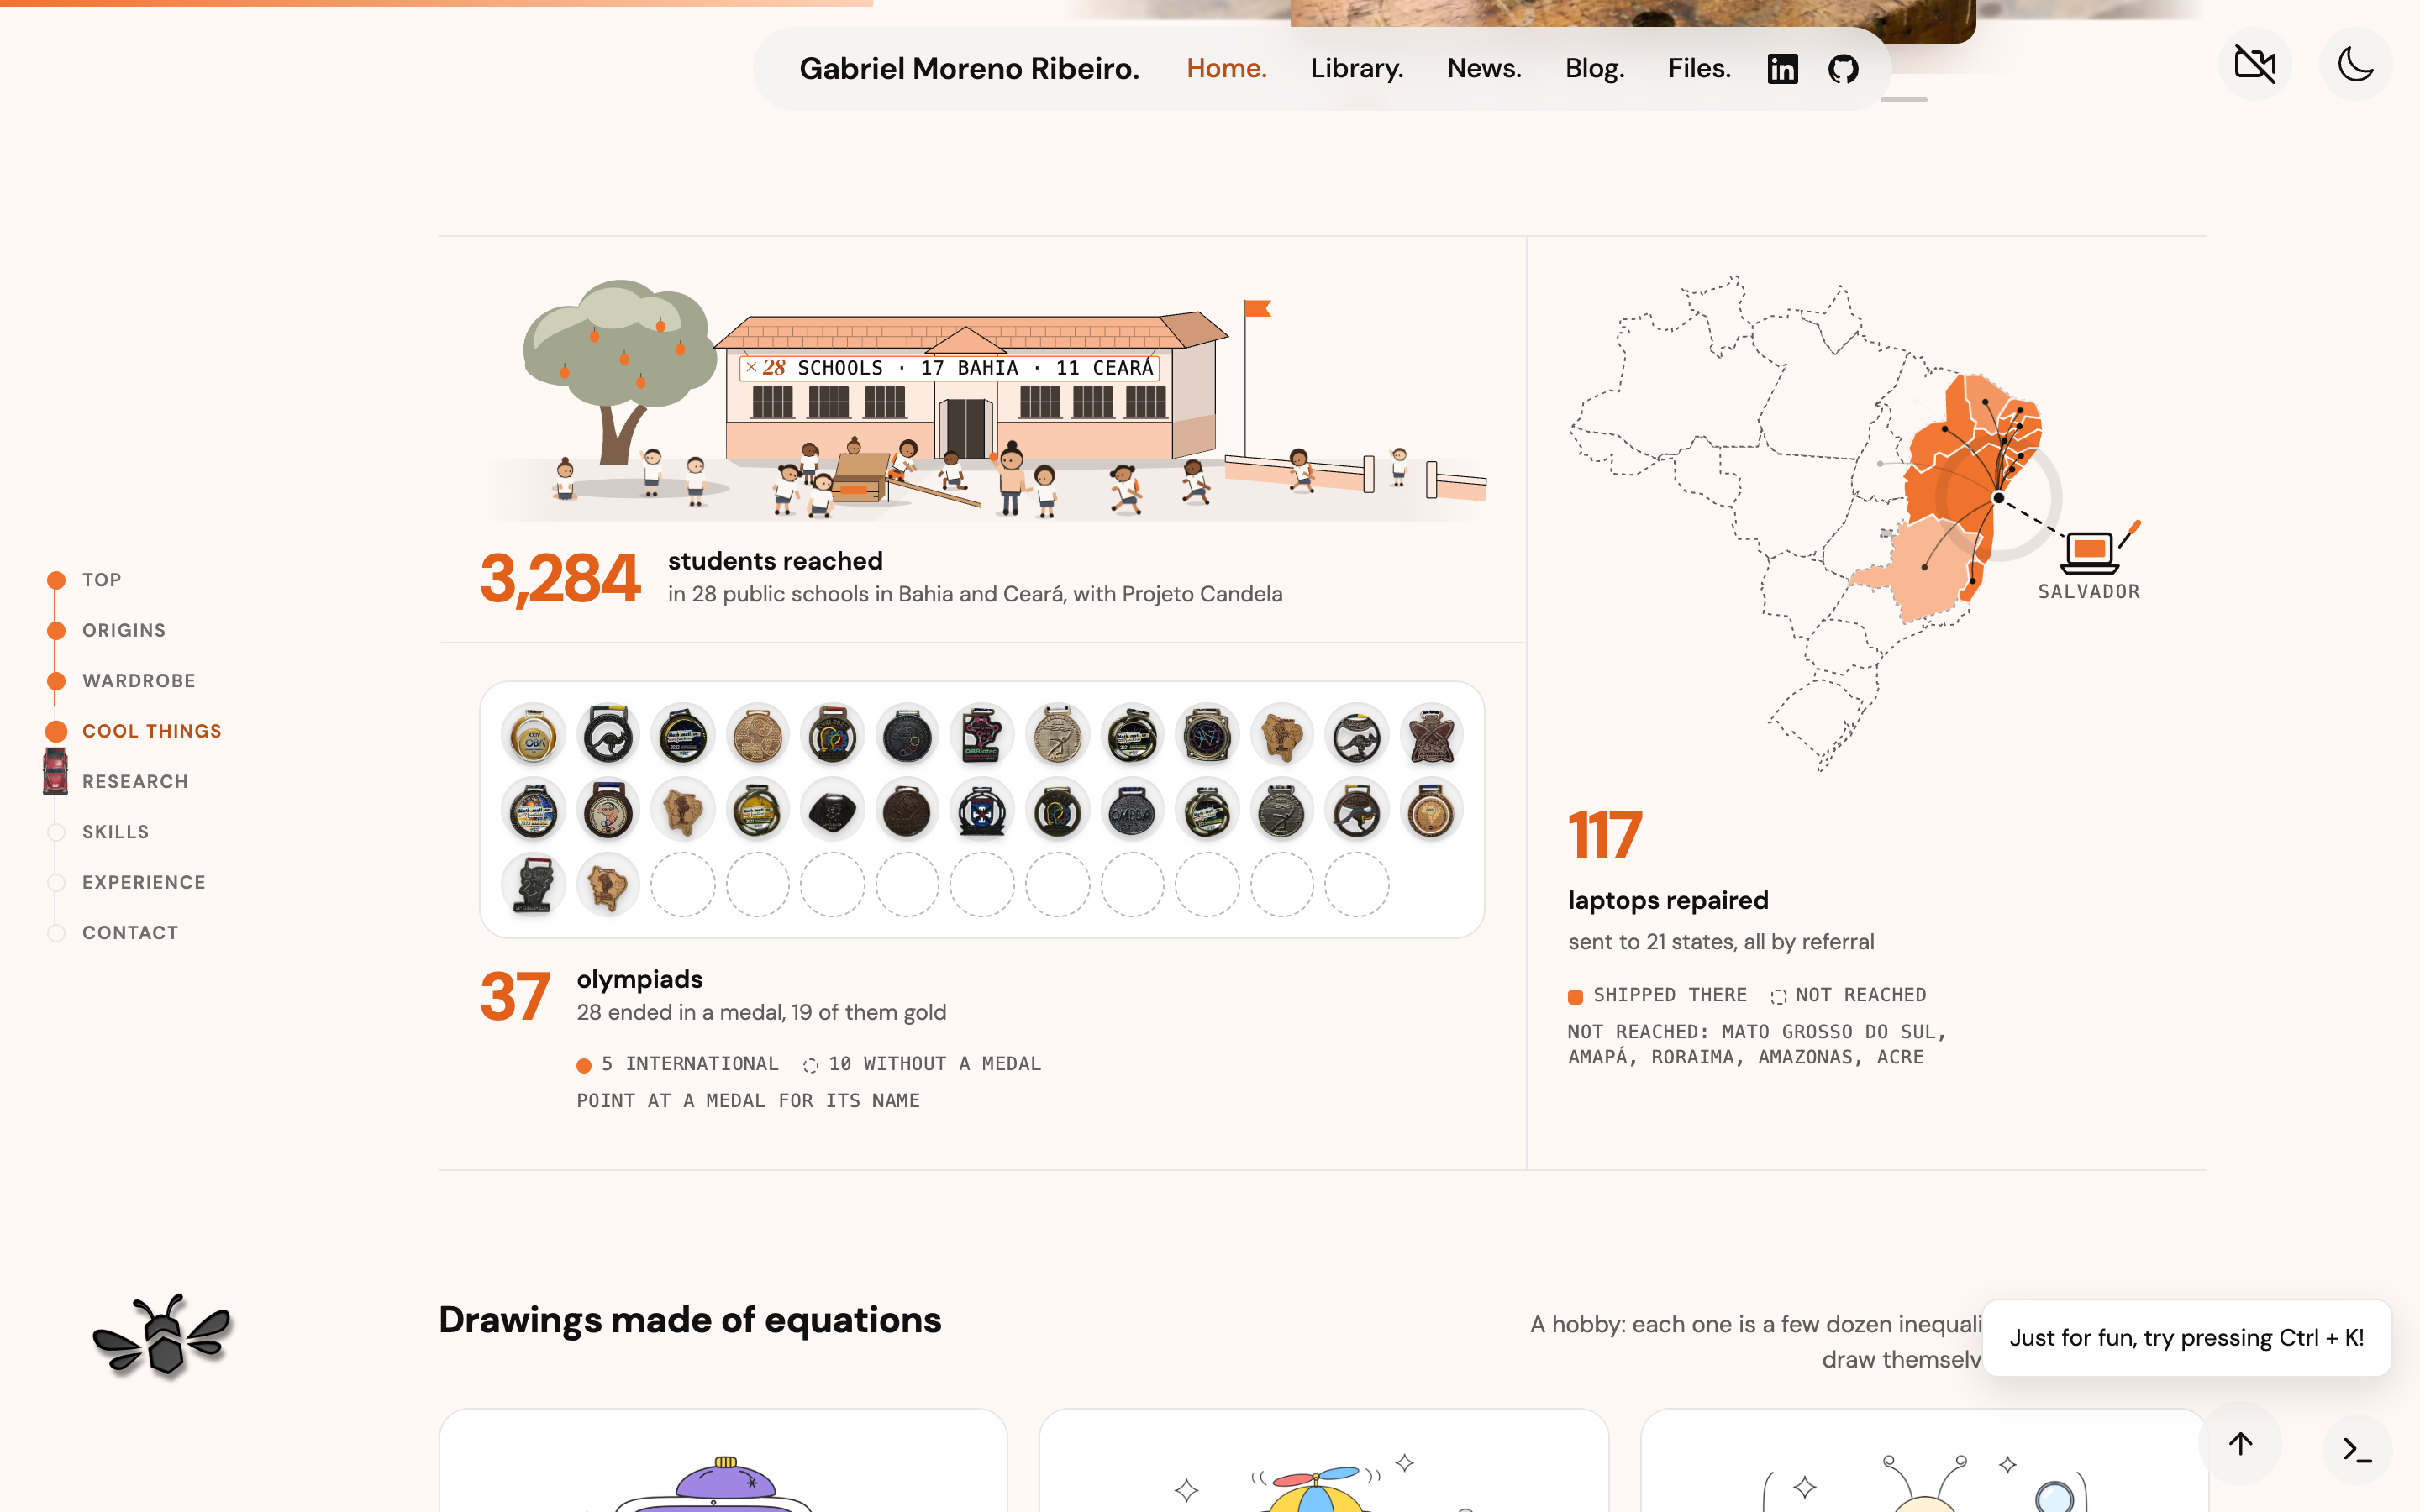 Gabriel Moreno Ribeiro. Home. Library. News. Blog. Files.
× 28 SCHOOLS · 17 BAHIA · 11 CEARÁ
3,284
students reached
in 28 public schools in Bahia and Ceará, with Projeto Candela
SALVADOR
TOP
ORIGINS
WARDROBE
COOL THINGS
RESEARCH
SKILLS
EXPERIENCE
CONTACT
37
olympiads
28 ended in a medal, 19 of them gold
5 INTERNATIONAL 10 WITHOUT A MEDAL
POINT AT A MEDAL FOR ITS NAME
117
laptops repaired
sent to 21 states, all by referral
SHIPPED THERE NOT REACHED
NOT REACHED: MATO GROSSO DO SUL,
AMAPÁ, RORAIMA, AMAZONAS, ACRE
Drawings made of equations
A hobby: each one is a few dozen inequali
draw themselv
Just for fun, try pressing Ctrl + K!